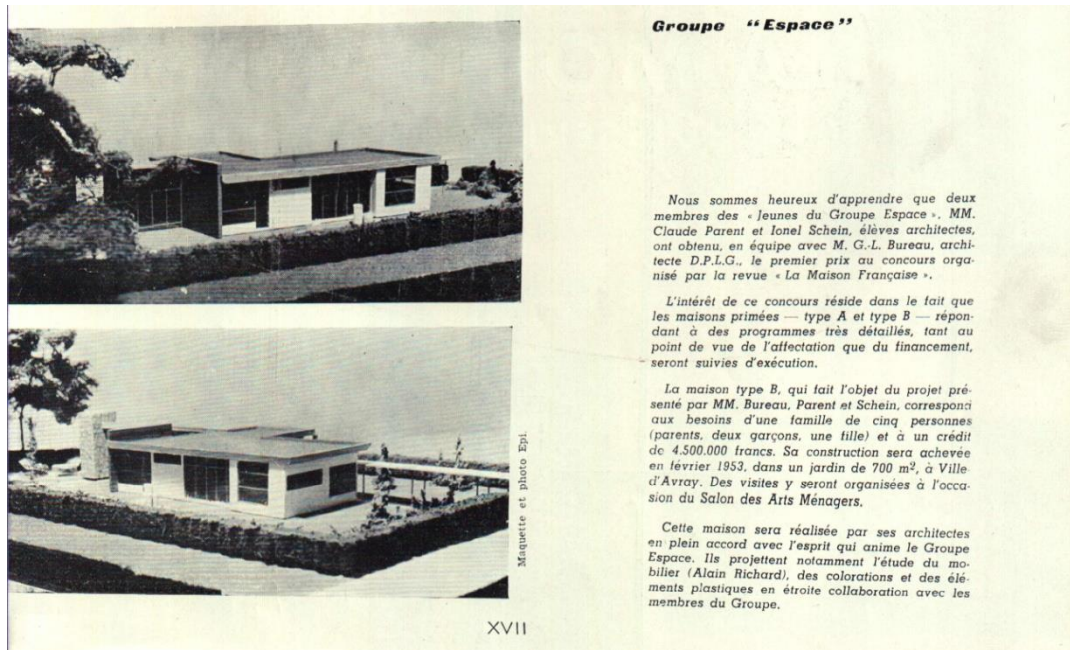 Groupe “Espace”
Nous sommes heureux d'apprendre que deux
membres des « Jeunes du Groupe Espace », MM.
Claude Parent et Ionel Schein, élèves architectes,
ont obtenu, en équipe avec M. G.-L. Bureau, archi-
tecte D.P.L.G., le premier prix au concours orga-
nisé par la revue « La Maison Française ».
L'intérêt de ce concours réside dans le fait que
les maisons primées — type A et type B — répon-
dant à des programmes très détaillés, tant au
point de vue de l'affectation que du financement,
seront suivies d'exécution.
La maison type B, qui fait l'objet du projet pré-
senté par MM. Bureau, Parent et Schein, correspond
aux besoins d'une famille de cinq personnes
(parents, deux garçons, une fille) et à un crédit
de 4.500.000 francs. Sa construction sera achevée
en février 1953, dans un jardin de 700 m², à Ville
d'Avray. Des visites y seront organisées à l'occa-
sion du Salon des Arts Ménagers.
Cette maison sera réalisée par ses architectes
en plein accord avec l'esprit qui anime le Groupe
Espace. Ils projettent notamment l'étude du mo-
bilier (Alain Richard), des colorations et des élé-
ments plastiques en étroite collaboration avec les
membres du Groupe.
Maquette et photo Epi.
XVII